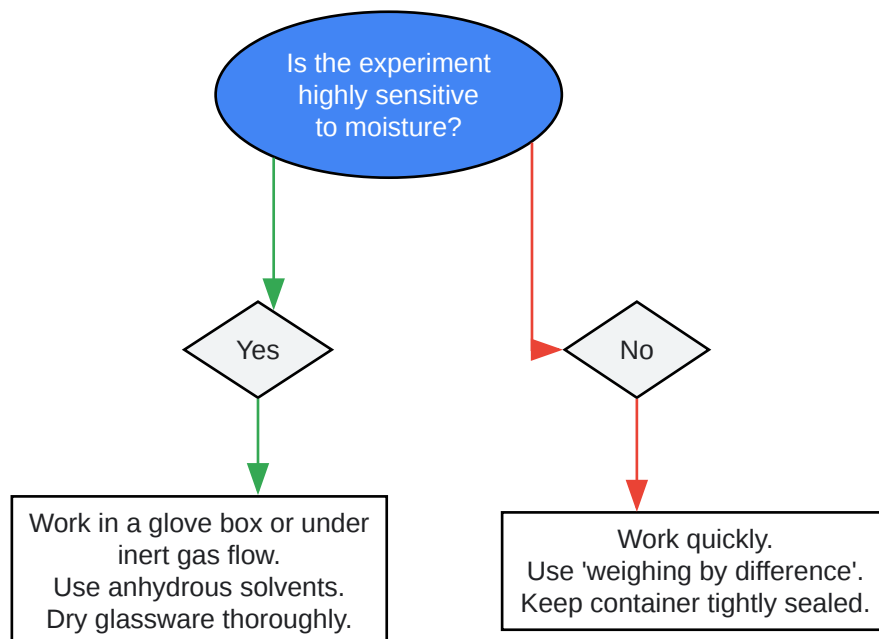 Is the experiment
highly sensitive
to moisture?
Yes
No
Work in a glove box or under
inert gas flow.
Use anhydrous solvents.
Dry glassware thoroughly.
Work quickly.
Use 'weighing by difference'.
Keep container tightly sealed.